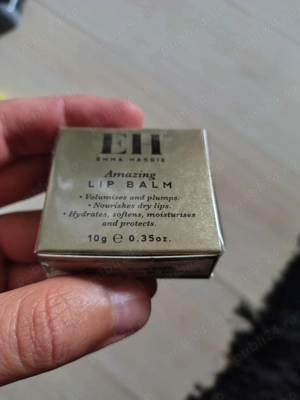 EH
EMMA HARDIE
Amazing
LIP BALM
• Volumises and plumps.
• Nourishes dry lips.
• Hydrates, softens, moisturises
and protects.
10g ℮ 0.35oz.